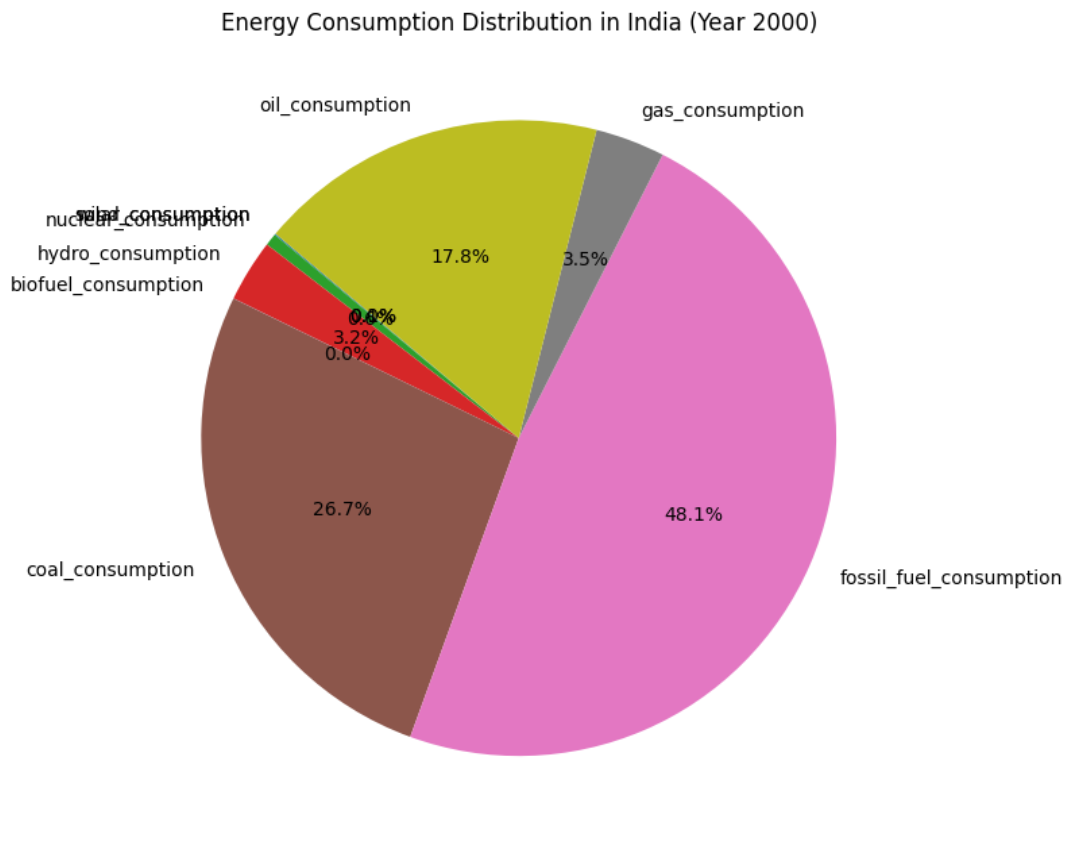 Energy Consumption Distribution in India (Year 2000)
oil_consumption
gas_consumption
nuclear_consumption
hydro_consumption
biofuel_consumption
17.8%
3.5%
3.2%
0.0%
26.7%
48.1%
coal_consumption
fossil_fuel_consumption